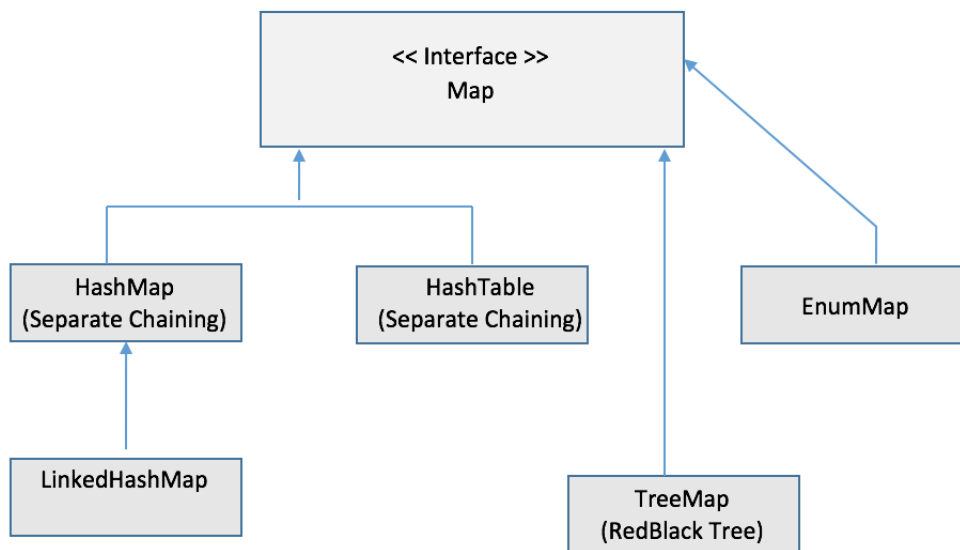 << Interface >>
Map
HashMap
(Separate Chaining)
HashTable
(Separate Chaining)
EnumMap
LinkedHashMap
TreeMap
(RedBlack Tree)